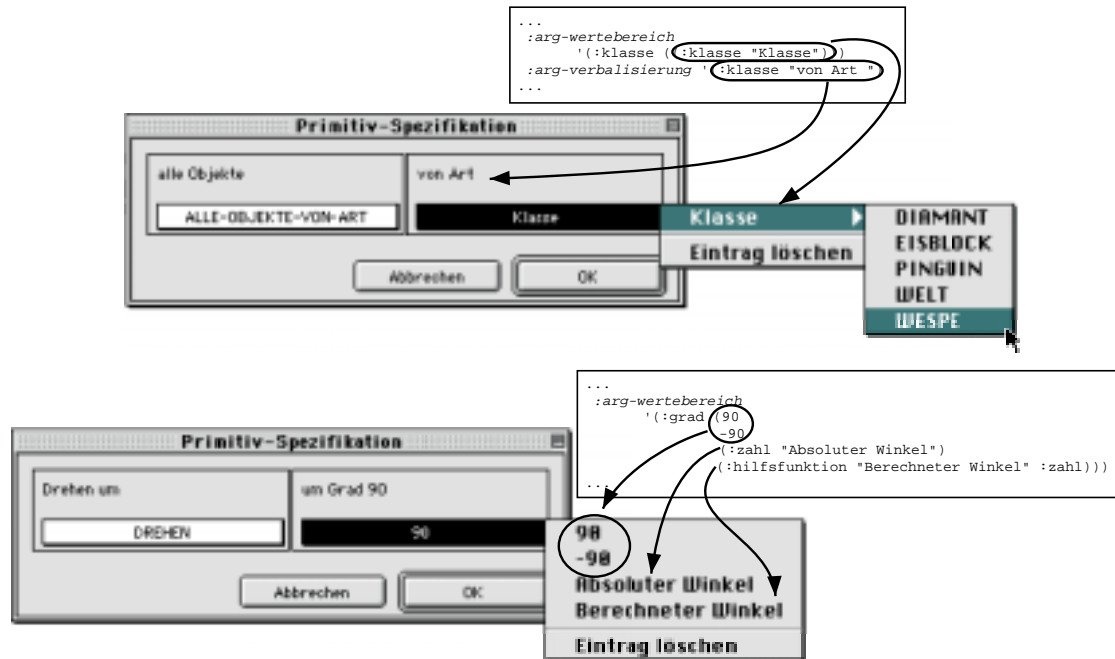 ...
:arg-wertebereich
'(:klasse ((:klasse "Klasse")))
:arg-verbalisierung '(:klasse "von Art ")
...
Primitiv-Spezifikation
alle Objekte
von Art
ALLE-OBJEKTE-VON-ART
Klasse
Abbrechen
OK
Klasse
Eintrag löschen
DIAMANT
EISBLOCK
PINGUIN
WELT
WESPE
...
:arg-wertebereich
'(:grad (90
-90
(:zahl "Absoluter Winkel")
(:hilfsfunktion "Berechneter Winkel" :zahl)))
...
Primitiv-Spezifikation
Drehen um
um Grad 90
DREHEN
90
Abbrechen
OK
90
-90
Absoluter Winkel
Berechneter Winkel
Eintrag löschen